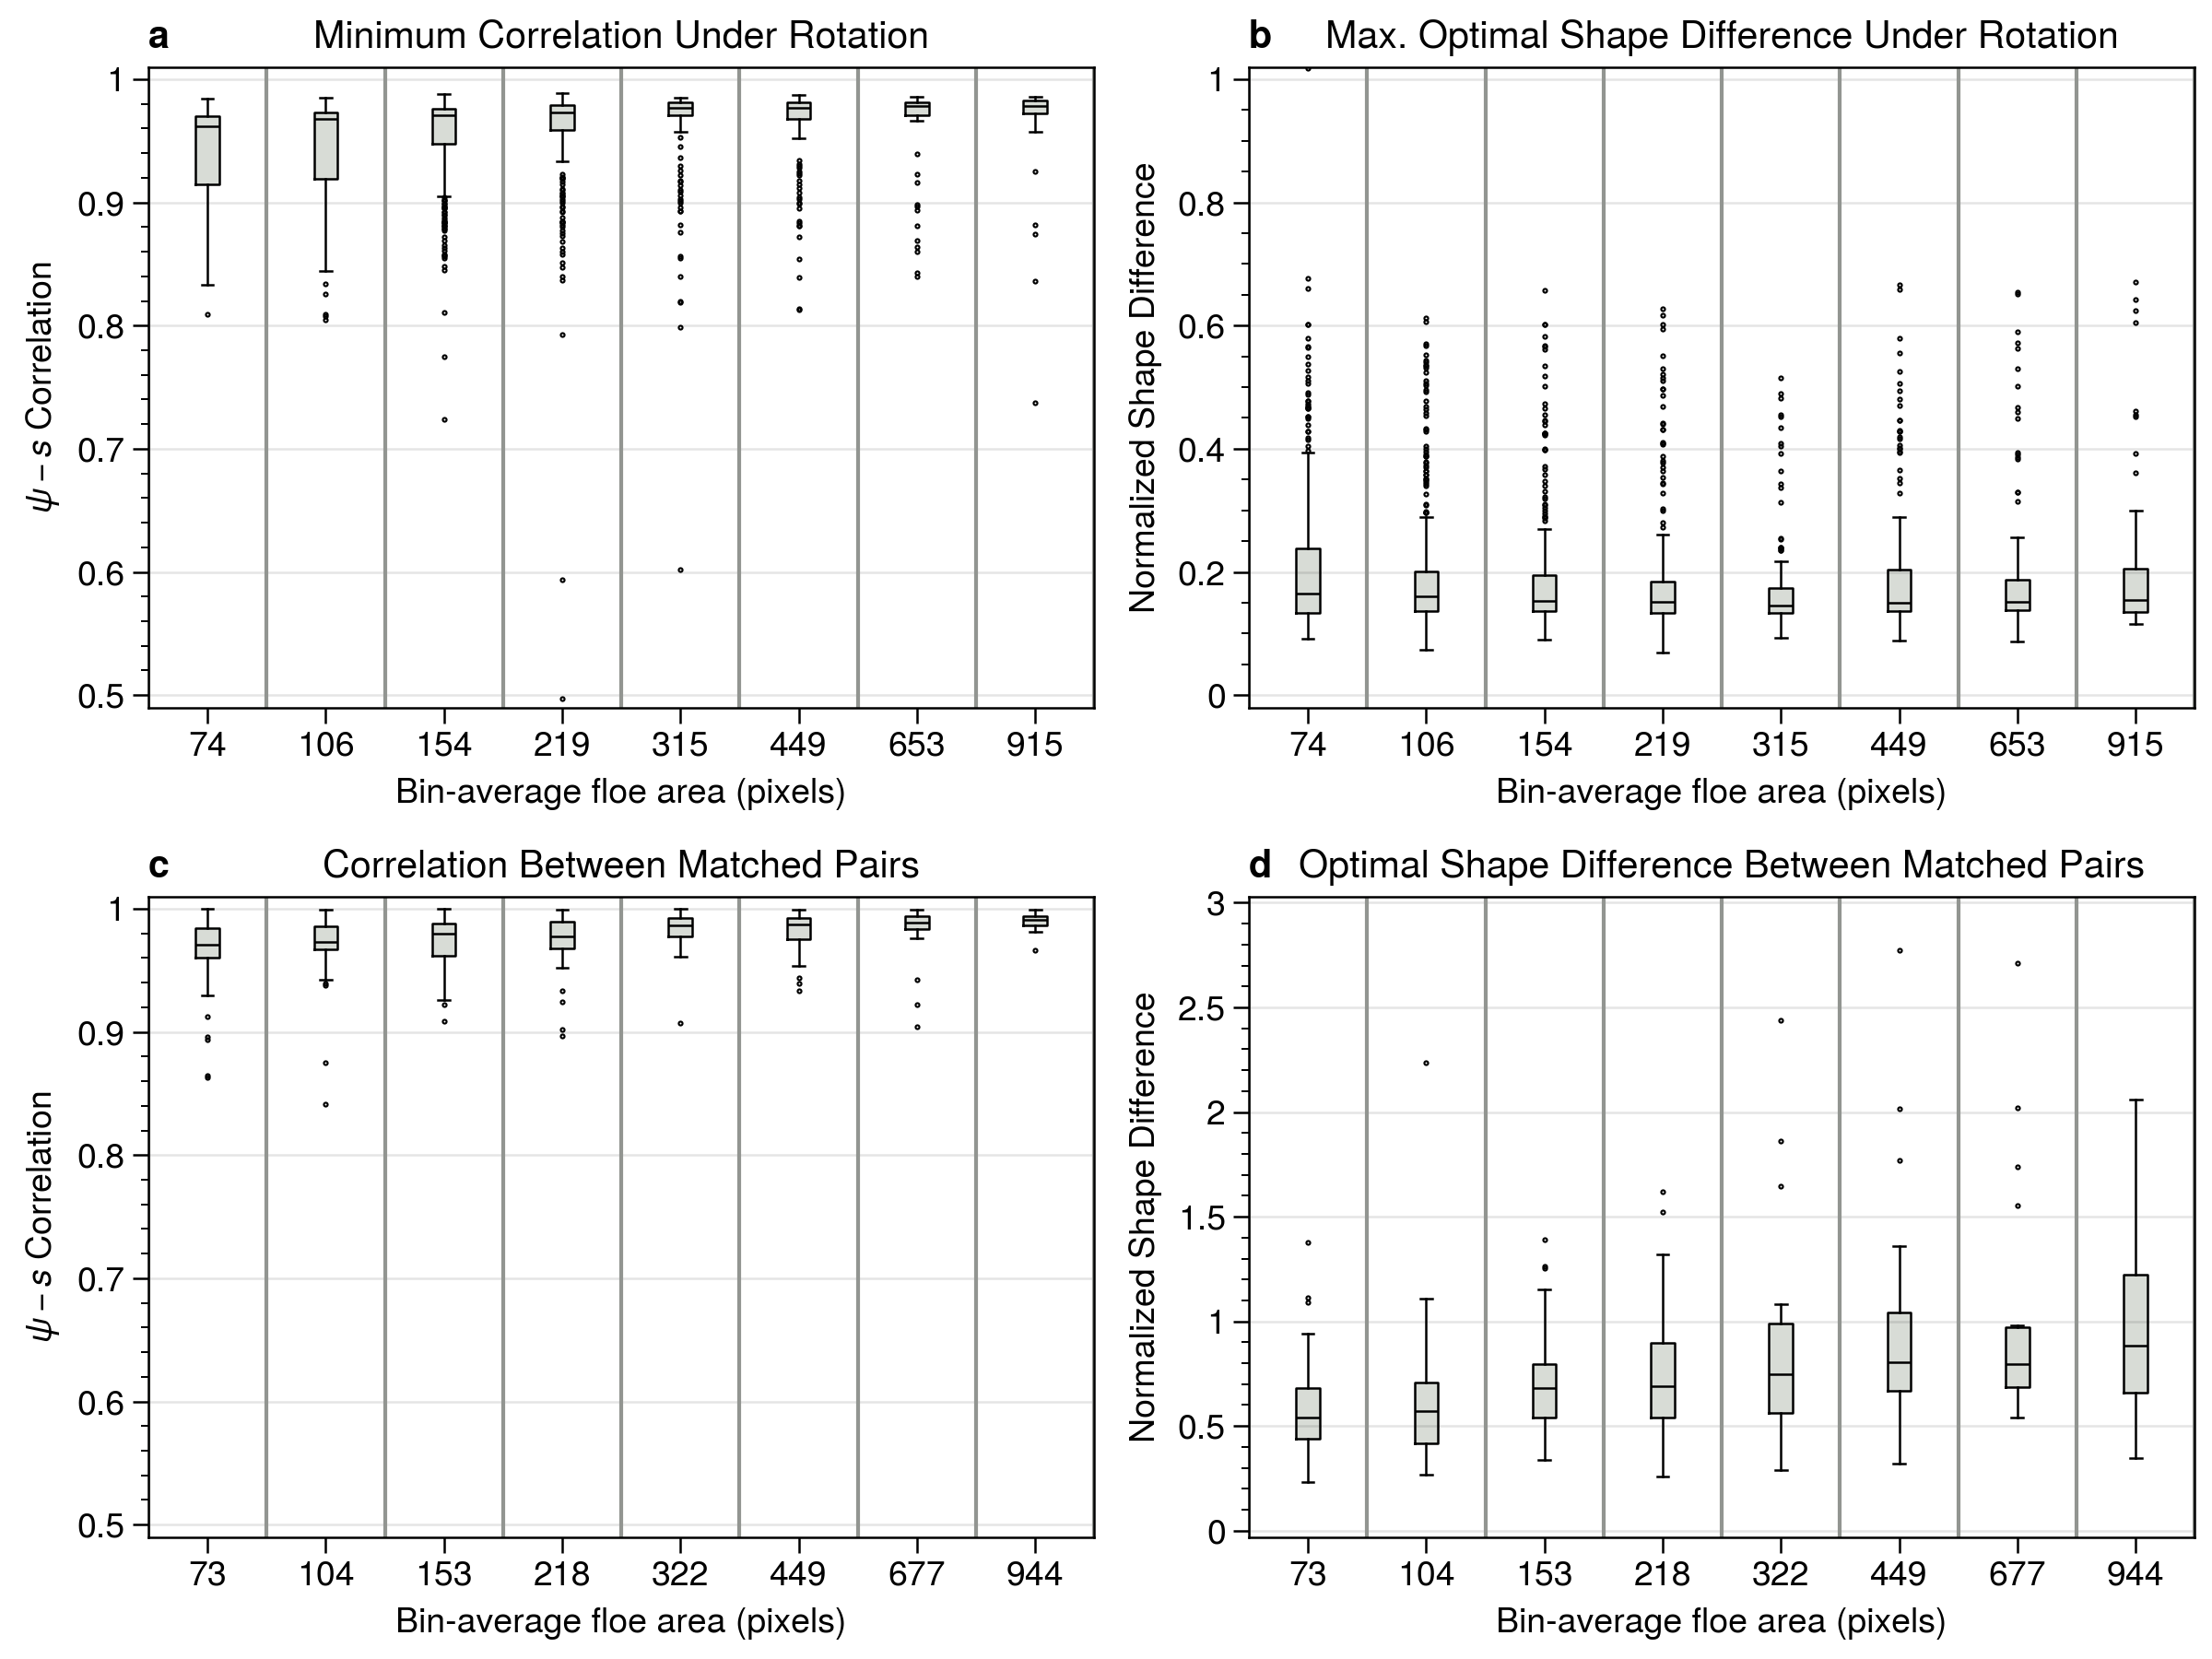 a Minimum Correlation Under Rotation
1
0.9
0.8
0.7
0.6
0.5
ψ − s Correlation
74 106 154 219 315 449 653 915
Bin-average floe area (pixels)
b Max. Optimal Shape Difference Under Rotation
1
0.8
0.6
0.4
0.2
0
Normalized Shape Difference
74 106 154 219 315 449 653 915
Bin-average floe area (pixels)
c Correlation Between Matched Pairs
1
0.9
0.8
0.7
0.6
0.5
ψ − s Correlation
73 104 153 218 322 449 677 944
Bin-average floe area (pixels)
d Optimal Shape Difference Between Matched Pairs
3
2.5
2
1.5
1
0.5
0
Normalized Shape Difference
73 104 153 218 322 449 677 944
Bin-average floe area (pixels)